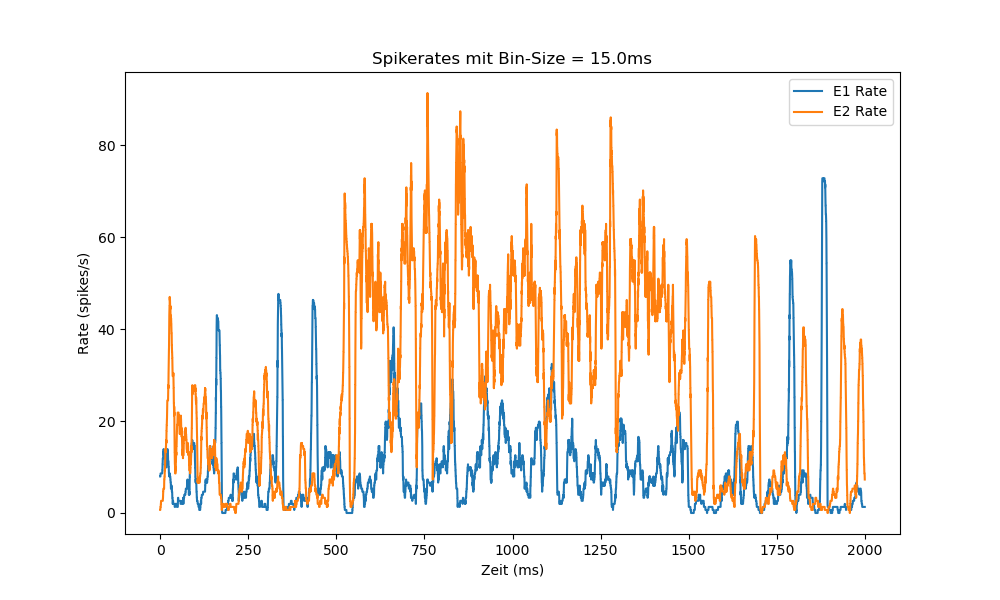 Spikerates mit Bin-Size = 15.0ms
E1 Rate
E2 Rate
Rate (spikes/s)
80
60
40
20
0
0 250 500 750 1000 1250 1500 1750 2000
Zeit (ms)